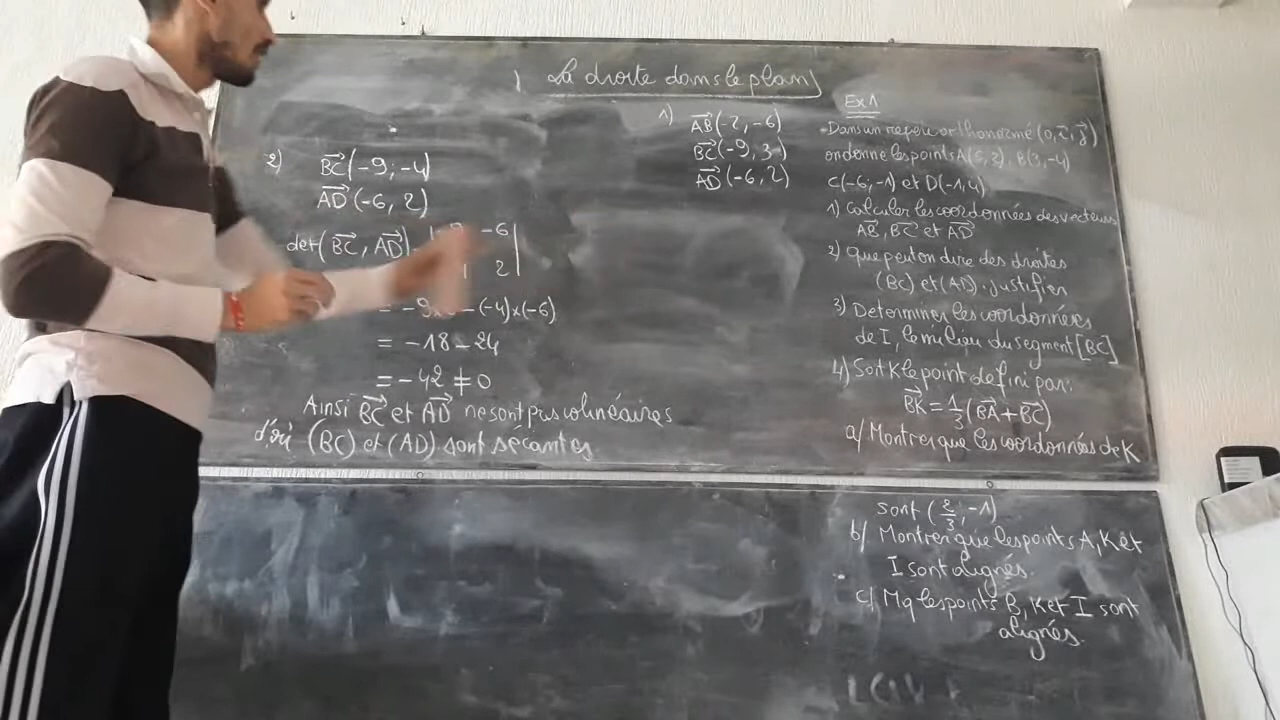 La droite dans le plan
1)
AB(-2, -6)
BC(-9, 3)
AD(-6, 2)
2)
BC(-9; -4)
AD(-6, 2)
det(BC, AD) -6
2
= -9 -(-4)×(-6)
= -18-24
= -42 ≠ 0
Ainsi BC et AD ne sont pas colinéaires
d'où (BC) et (AD) sont sécantes
Ex1
Dans un repère orthonormé (O, i, j)
on donne les points A(5, 2), B(3, -4)
C(-6; -1) et D(-1, 4)
1) Calculer les coordonnées des vecteurs
AB, BC et AD
2) Que peut on dire des droites
(BC) et (AD). justifier
3) Determiner les coordonnées
de I, le milieu du segment [BC]
4) Soit K le point défini par:
BK = 1/3 (BA + BC)
a/ Montrer que les coordonnées de K
sont (2/3; -1)
b/ Montrer que les points A, K et
I sont alignés.
c/ Mq les points B, K et I sont
alignés.